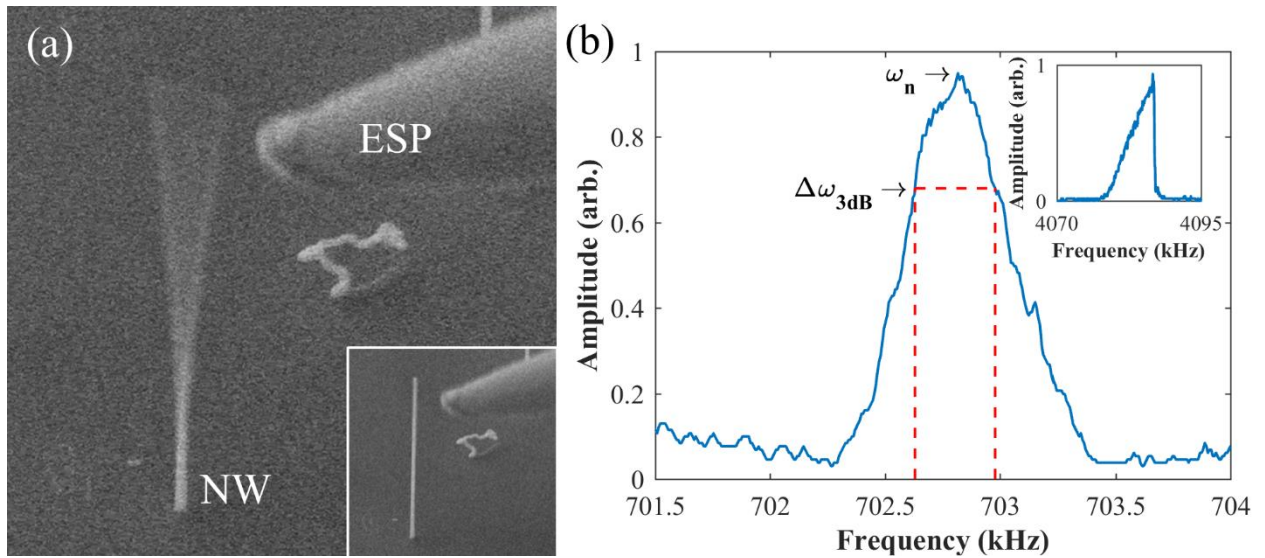 (a)
ESP
NW
(b)
ωₙ →
Δω₃dB →
Amplitude (arb.)
1
0.8
0.6
0.4
0.2
0
701.5
702
702.5
703
703.5
704
Frequency (kHz)
Amplitude (arb.)
1
0
4070
4095
Frequency (kHz)